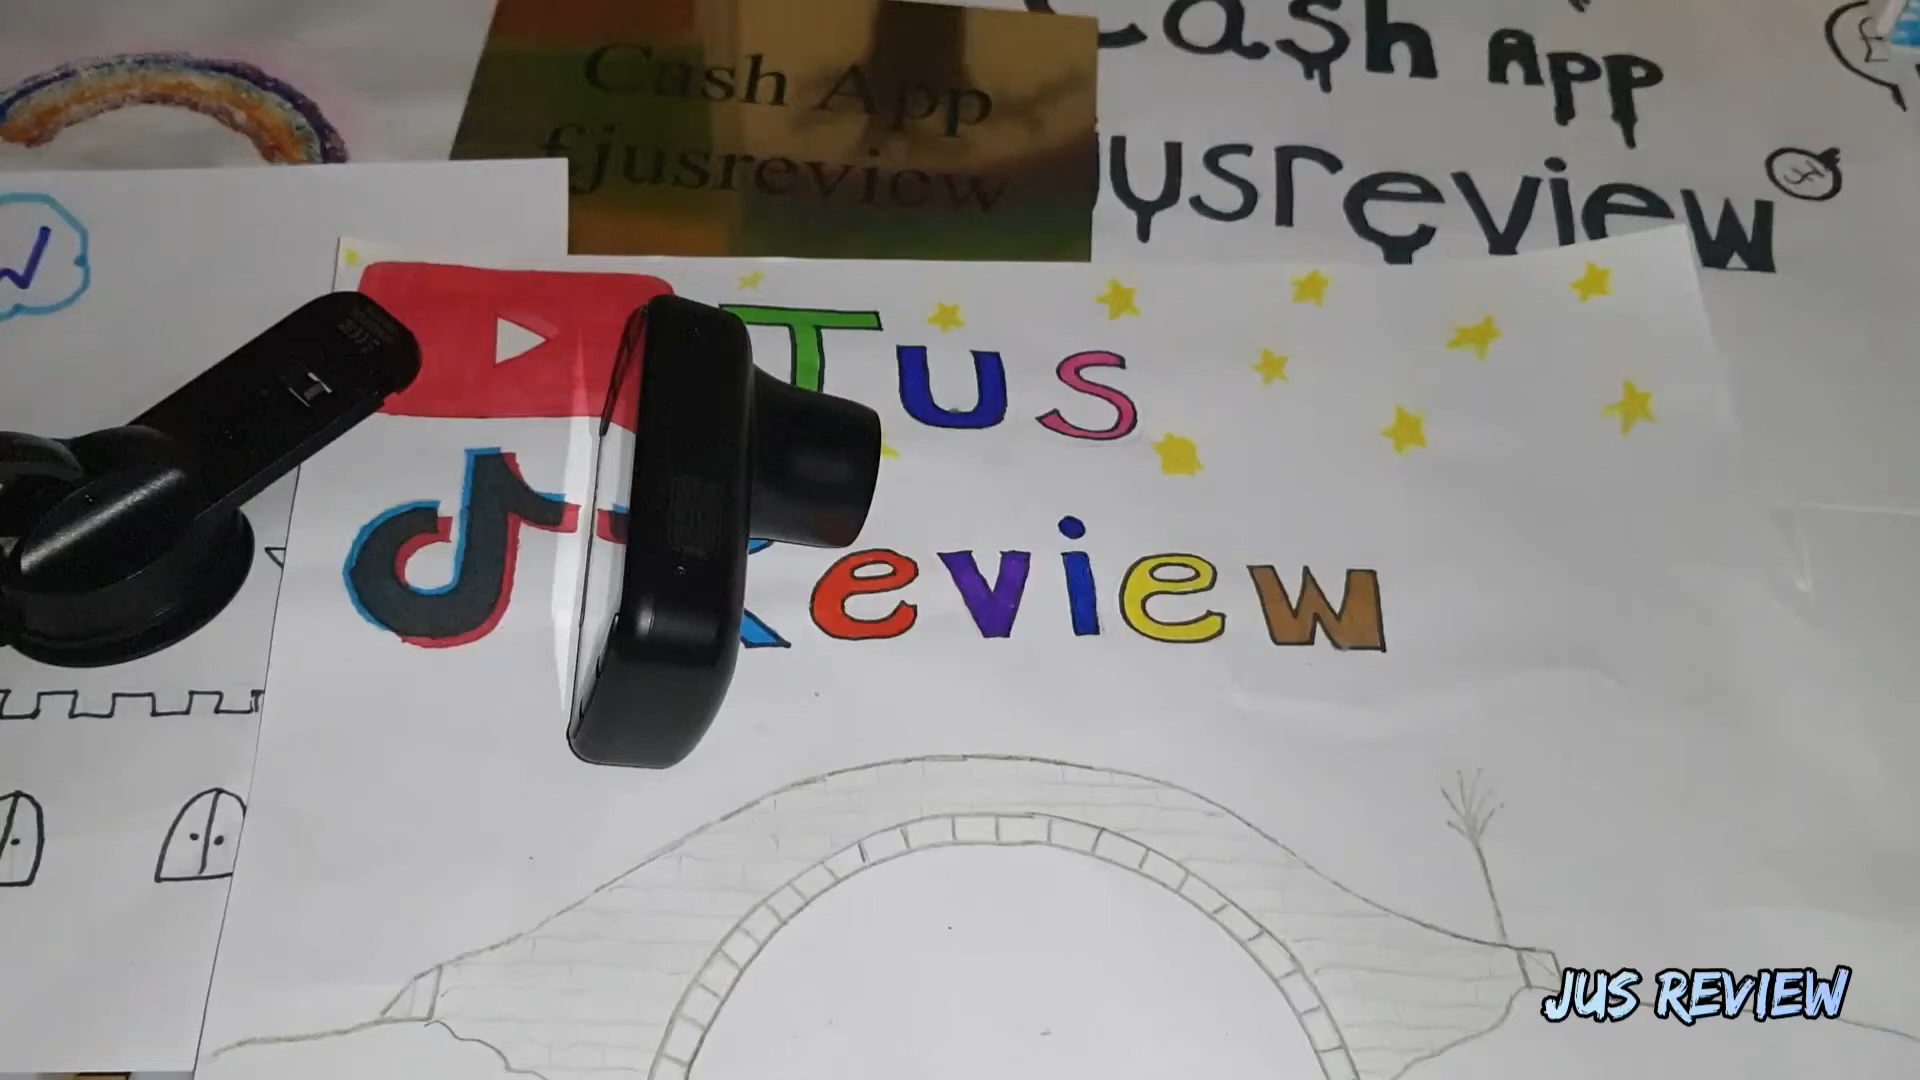 Cash App
£jusreview
Cash App
jusreview
Jus
Review
JUS REVIEW